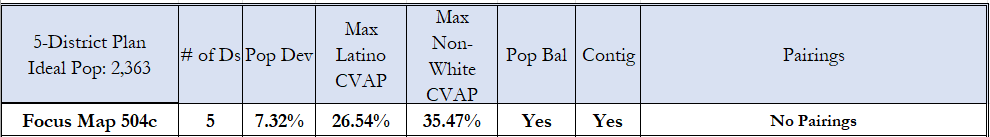 5-District Plan
Ideal Pop: 2,363
# of Ds
Pop Dev
Max
Latino
CVAP
Max
Non-
White
CVAP
Pop Bal
Contig
Pairings
Focus Map 504c
5
7.32%
26.54%
35.47%
Yes
Yes
No Pairings